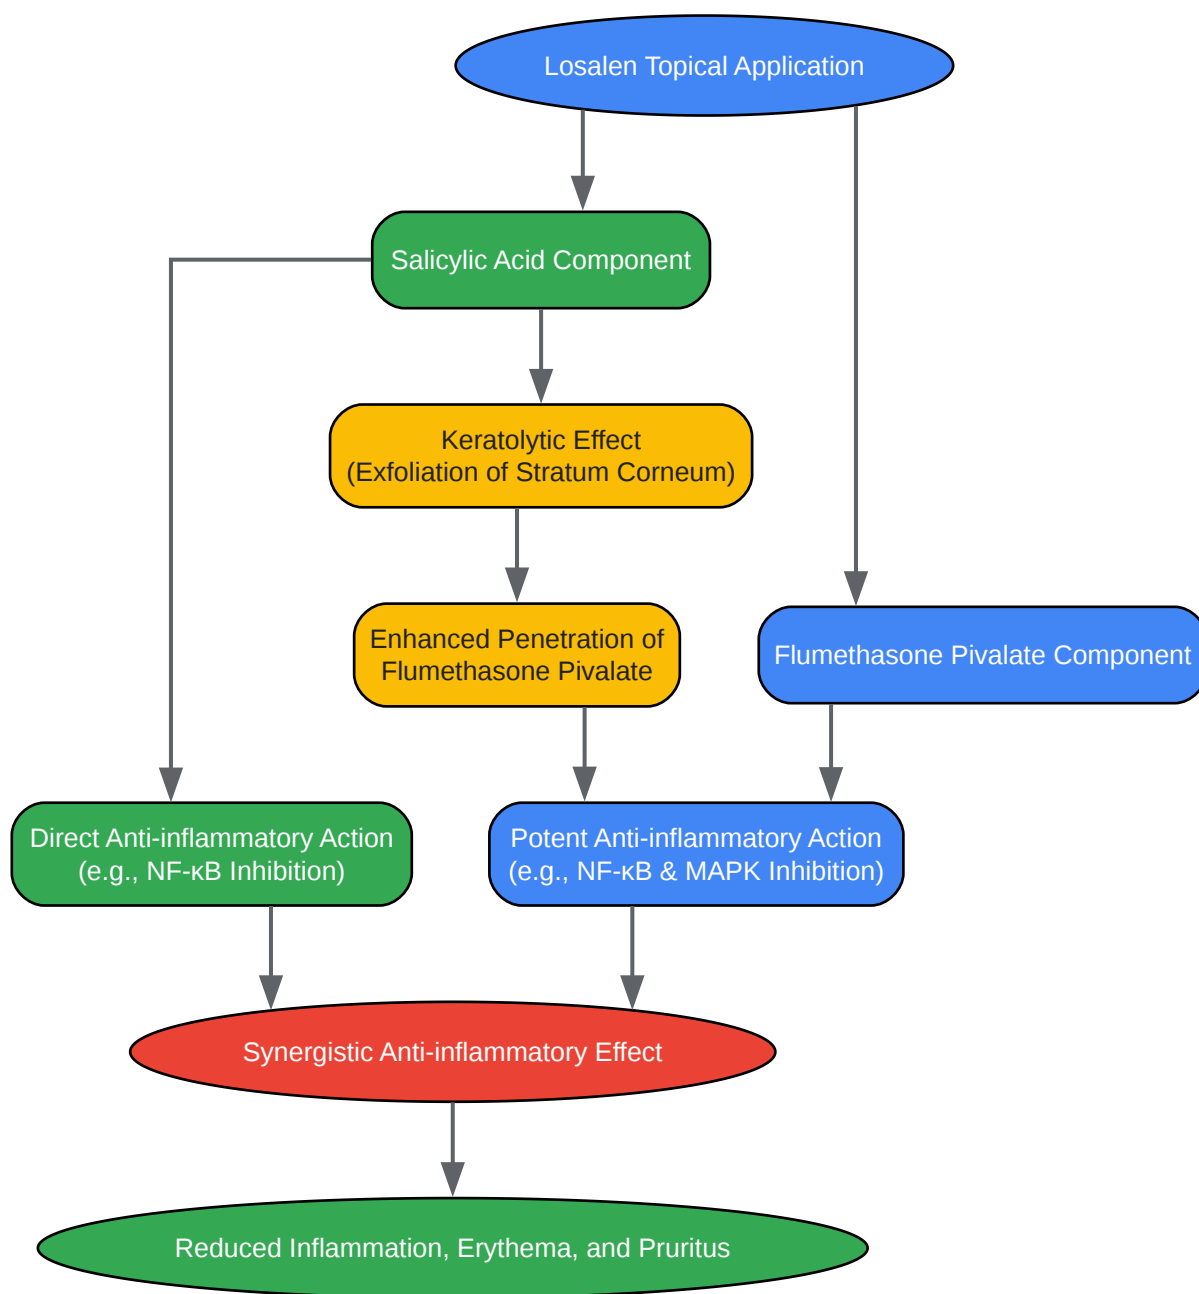 Losalen Topical Application
Salicylic Acid Component
Keratolytic Effect
(Exfoliation of Stratum Corneum)
Enhanced Penetration of
Flumethasone Pivalate
Flumethasone Pivalate Component
Direct Anti-inflammatory Action
(e.g., NF-κB Inhibition)
Potent Anti-inflammatory Action
(e.g., NF-κB & MAPK Inhibition)
Synergistic Anti-inflammatory Effect
Reduced Inflammation, Erythema, and Pruritus